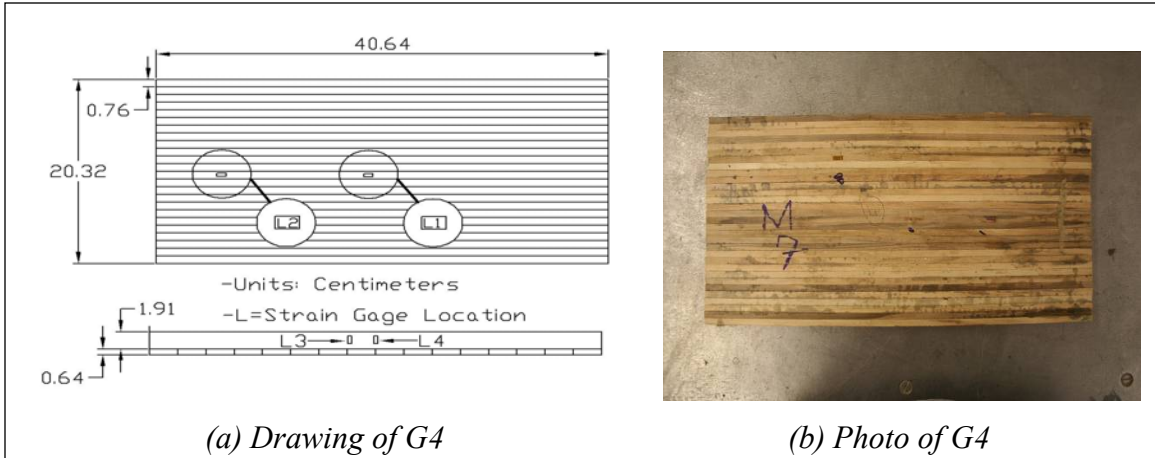 40.64
0.76
20.32
L2
L1
-Units: Centimeters
1.91
-L=Strain Gage Location
L3
L4
0.64
M
7
8
(a) Drawing of G4
(b) Photo of G4